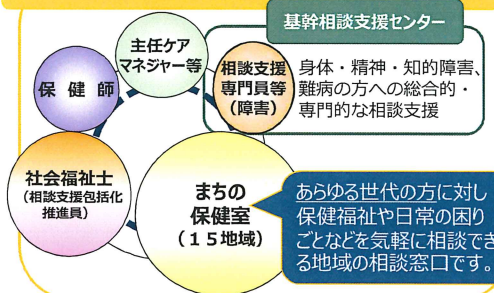 基幹相談支援センター
主任ケア
マネジャー等
保健師
相談支援
専門員等
（障害）
身体・精神・知的障害、
難病の方への総合的・
専門的な相談支援
社会福祉士
（相談支援包括化
推進員）
まちの
保健室
（１５地域）
あらゆる世代の方に対し
保健福祉や日常の困り
ごとなどを気軽に相談でき
る地域の相談窓口です。